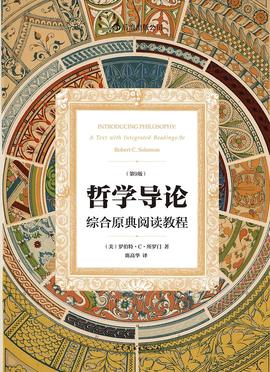 INTRODUCING PHILOSOPHY:
A Text with Integrated Readings/9e
Robert C. Solomon
(第9版)
哲学导论
综合原典阅读教程
(美)罗伯特·C·所罗门 著
陈高华 译